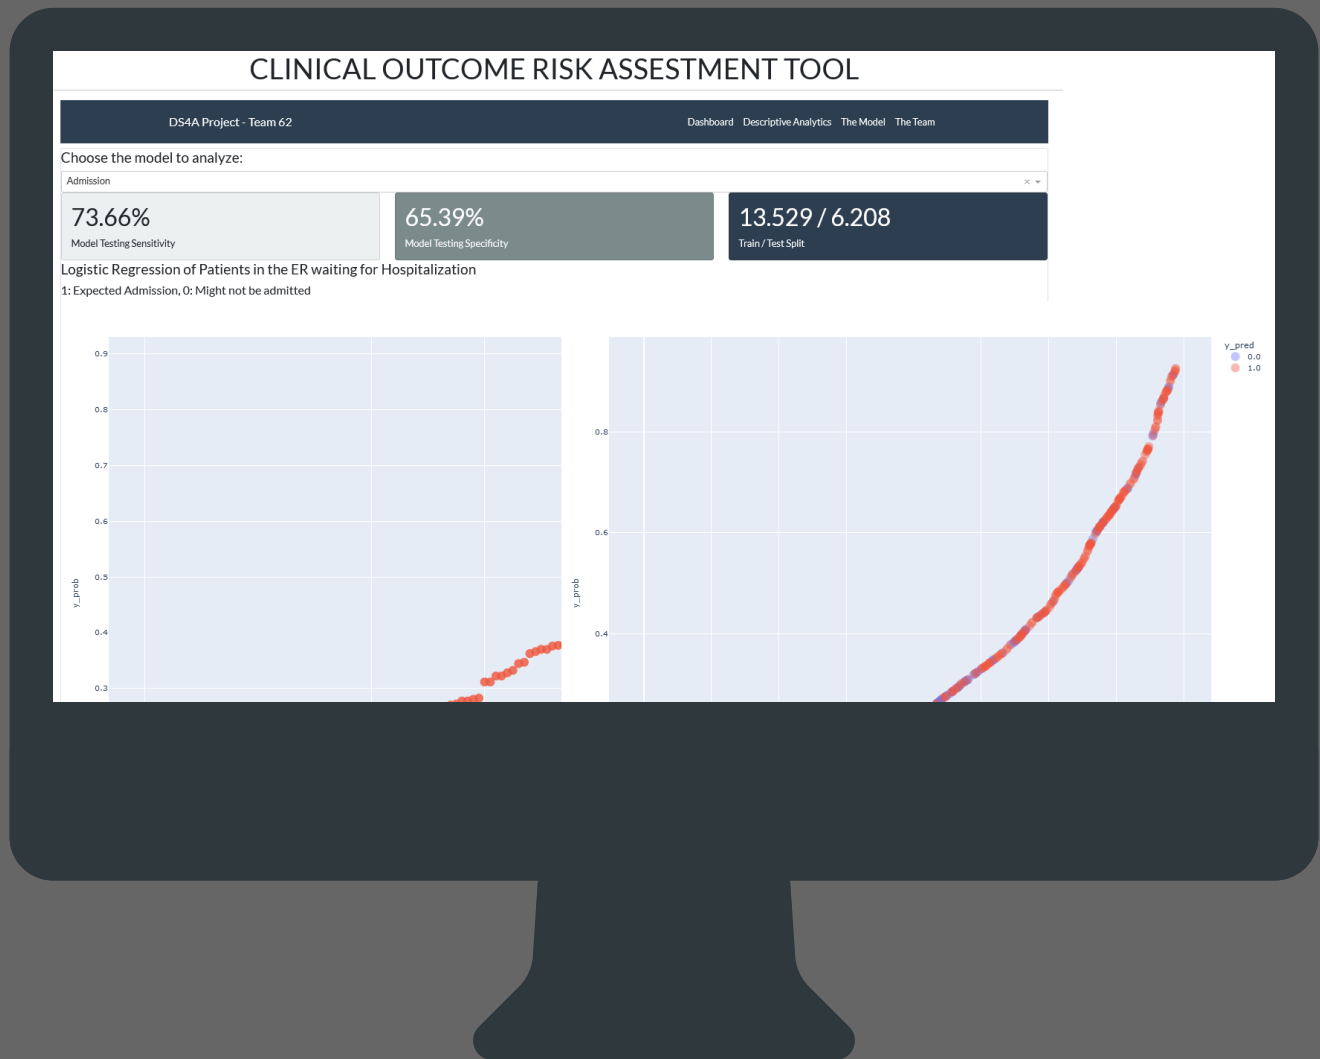 CLINICAL OUTCOME RISK ASSESTMENT TOOL
DS4A Project - Team 62
Dashboard Descriptive Analytics The Model The Team
Choose the model to analyze:
Admission
73.66%
Model Testing Sensitivity
65.39%
Model Testing Specificity
13.529 / 6.208
Train / Test Split
Logistic Regression of Patients in the ER waiting for Hospitalization
1: Expected Admission, 0: Might not be admitted
0.9
0.8
0.7
0.6
0.5
0.4
0.3
y_prob
0.8
0.6
0.4
y_prob
y_pred
0.0
1.0